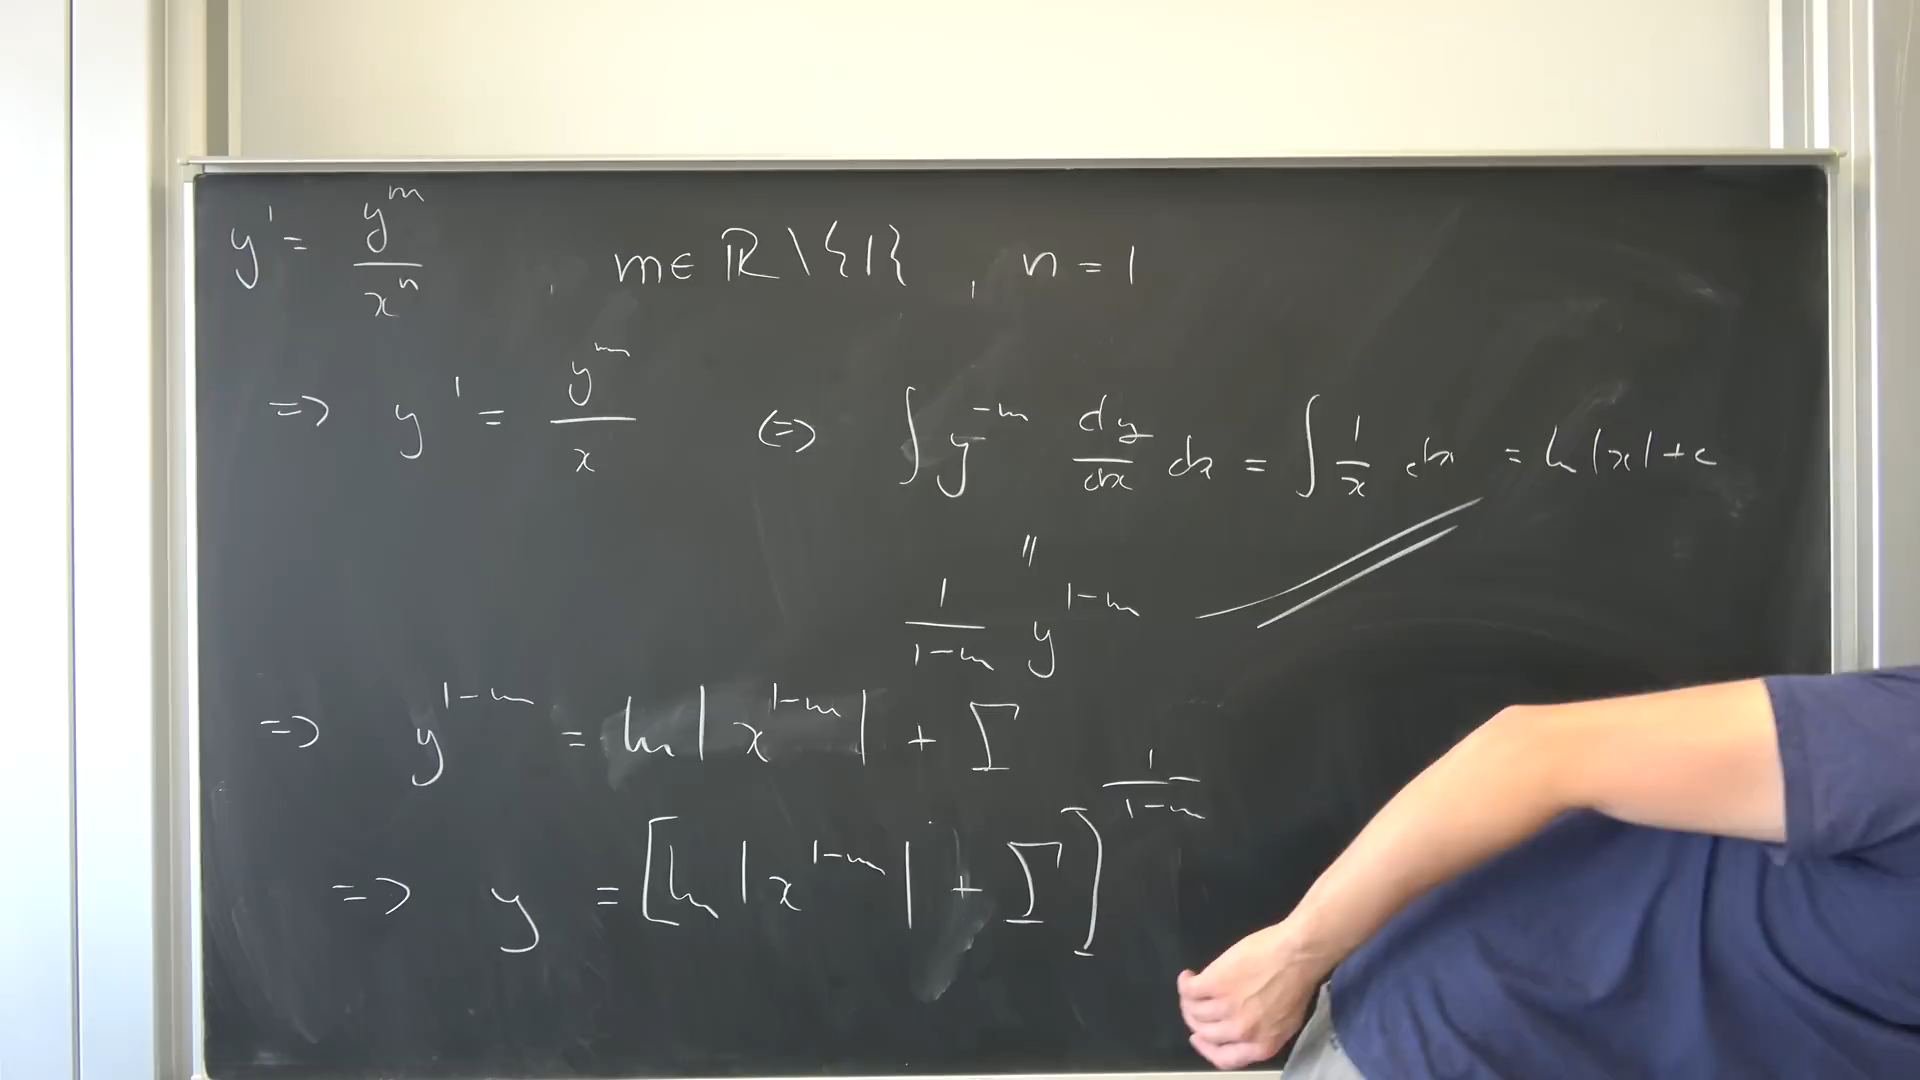 y' = y^m / x^n , m ∈ ℝ \ {1} , n = 1
=> y' = y^m / x <=> ∫ y^{-m} dy/dx dx = ∫ 1/x dx = ln |x| + c
||
1/(1-m) y^{1-m}
=> y^{1-m} = ln | x^{1-m} | + Γ
=> y = [ ln | x^{1-m} | + Γ ]^{1/(1-m)}